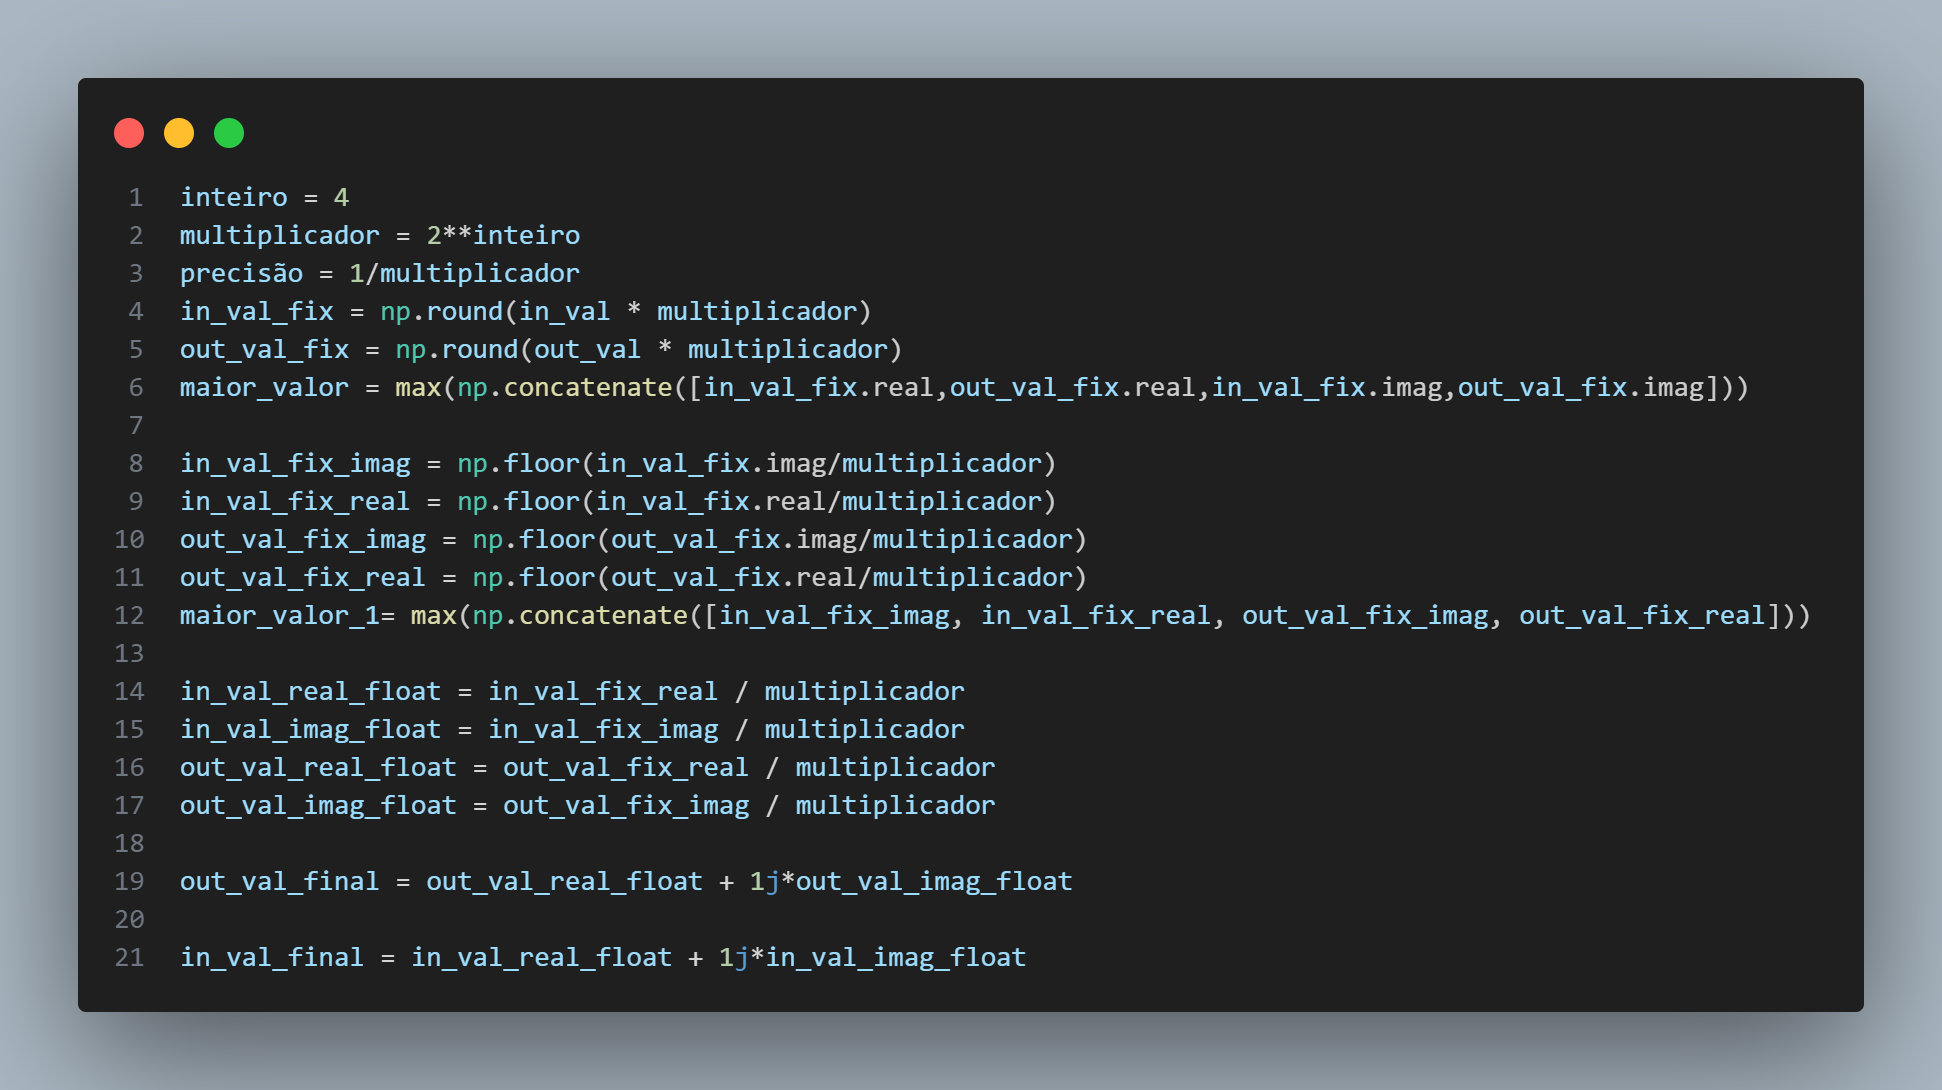 1 inteiro = 4
2 multiplicador = 2**inteiro
3 precisão = 1/multiplicador
4 in_val_fix = np.round(in_val * multiplicador)
5 out_val_fix = np.round(out_val * multiplicador)
6 maior_valor = max(np.concatenate([in_val_fix.real,out_val_fix.real,in_val_fix.imag,out_val_fix.imag]))
7
8 in_val_fix_imag = np.floor(in_val_fix.imag/multiplicador)
9 in_val_fix_real = np.floor(in_val_fix.real/multiplicador)
10 out_val_fix_imag = np.floor(out_val_fix.imag/multiplicador)
11 out_val_fix_real = np.floor(out_val_fix.real/multiplicador)
12 maior_valor_1= max(np.concatenate([in_val_fix_imag, in_val_fix_real, out_val_fix_imag, out_val_fix_real]))
13
14 in_val_real_float = in_val_fix_real / multiplicador
15 in_val_imag_float = in_val_fix_imag / multiplicador
16 out_val_real_float = out_val_fix_real / multiplicador
17 out_val_imag_float = out_val_fix_imag / multiplicador
18
19 out_val_final = out_val_real_float + 1j*out_val_imag_float
20
21 in_val_final = in_val_real_float + 1j*in_val_imag_float